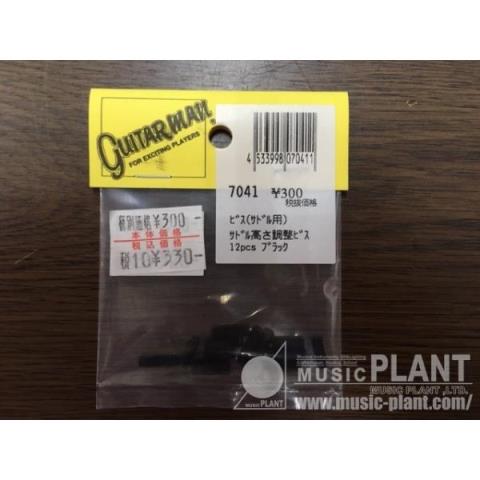 GUITARMAN
FOR EXCITING PLAYERS
4 533998 070411
7041 ¥300
税抜価格
ビス(サドル用)
サドル高さ調整ビス
12pcs ブラック
税別価格 ¥300-
本体価格
税込価格
税10¥330-
MUSIC PLANT
MUSIC PLANT
MUSIC PLANT .LTD.
www.music-plant.com/